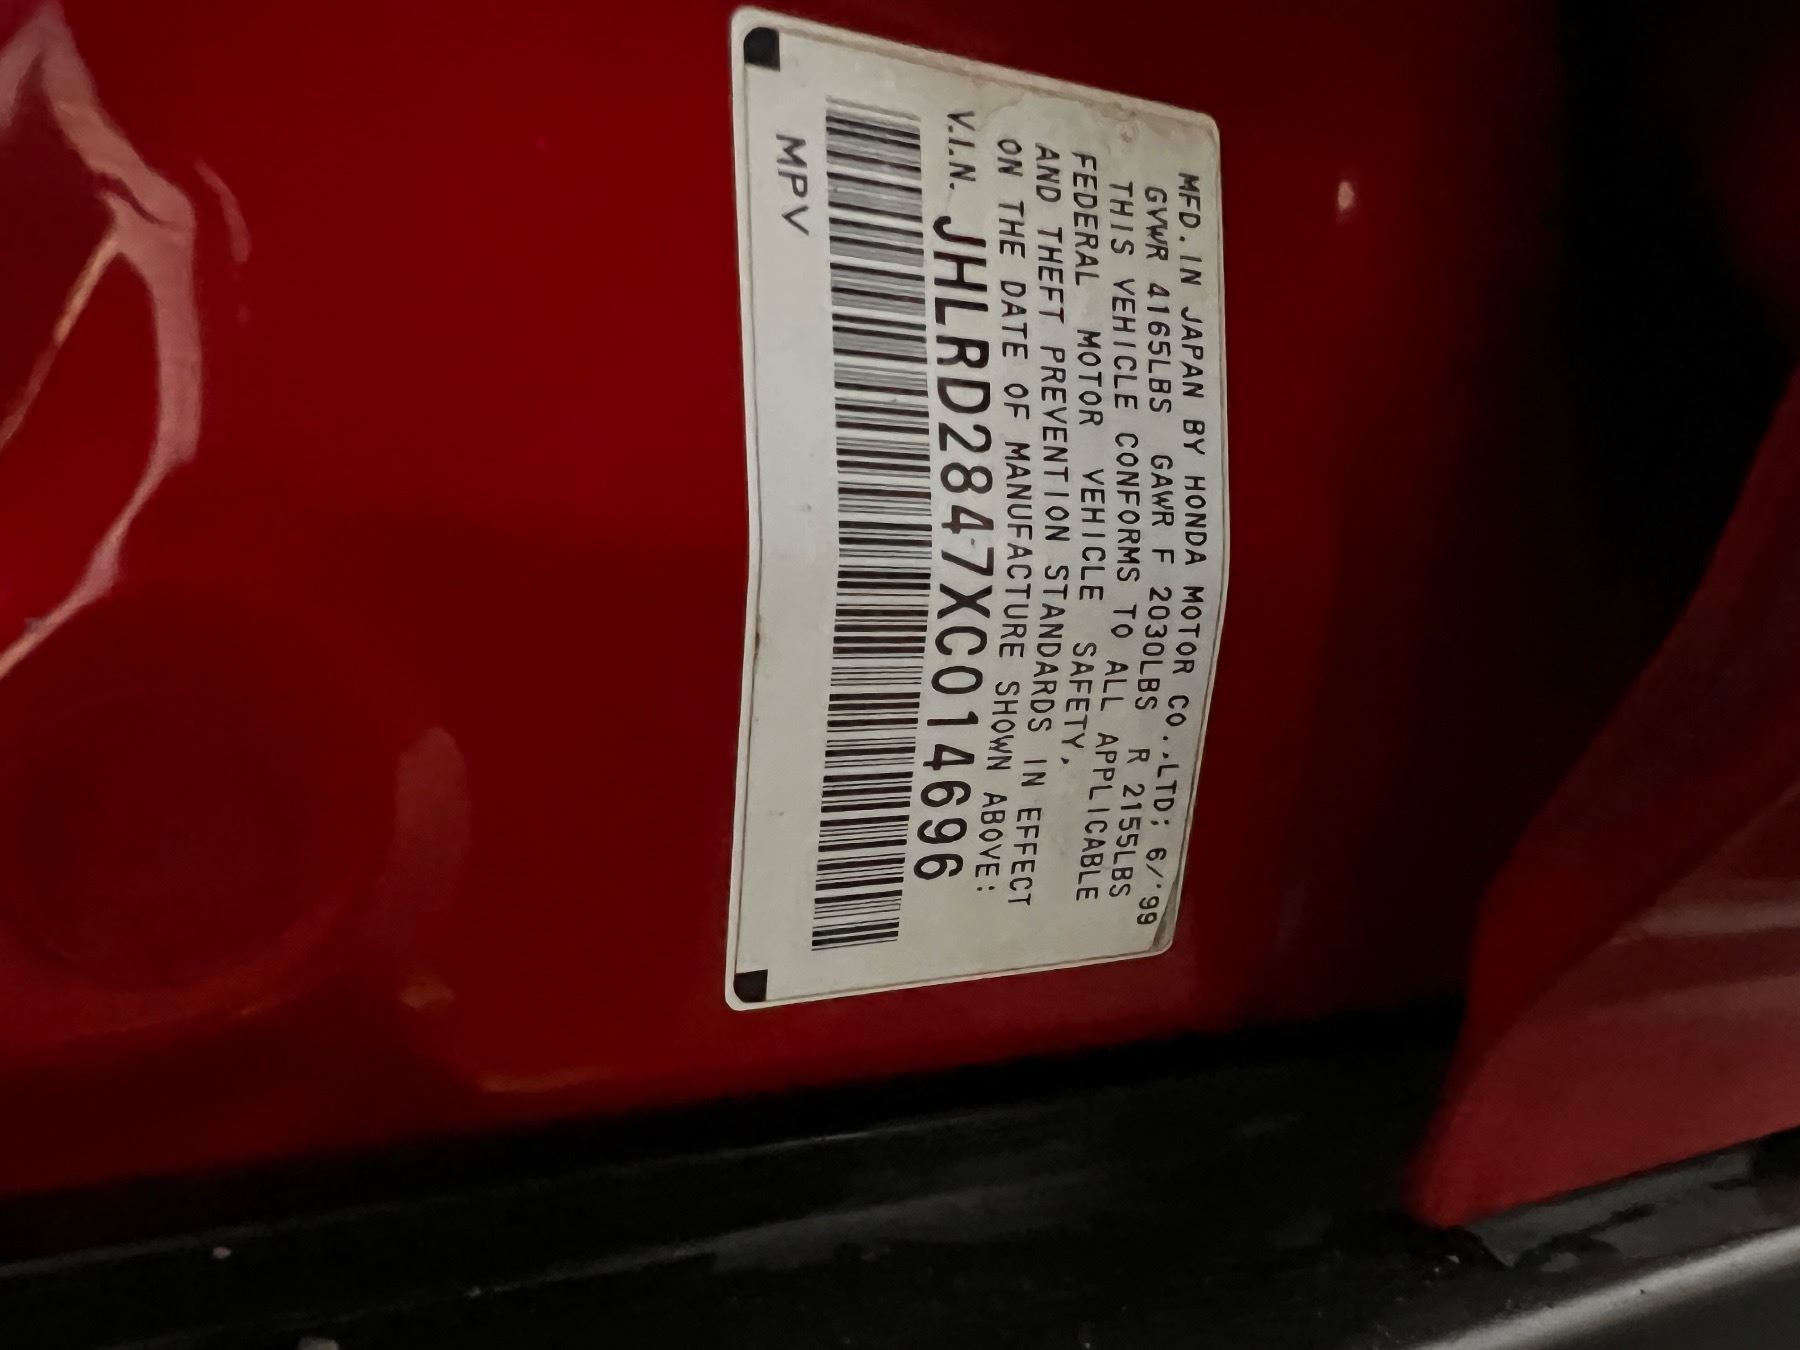 MFD. IN JAPAN BY HONDA MOTOR CO.,LTD; 6/'99
GVWR 4165LBS GAWR F 2030LBS R 2155LBS
THIS VEHICLE CONFORMS TO ALL APPLICABLE
FEDERAL MOTOR VEHICLE SAFETY,
AND THEFT PREVENTION STANDARDS IN EFFECT
ON THE DATE OF MANUFACTURE SHOWN ABOVE:
V.I.N. JHLRD2847XC014696
MPV